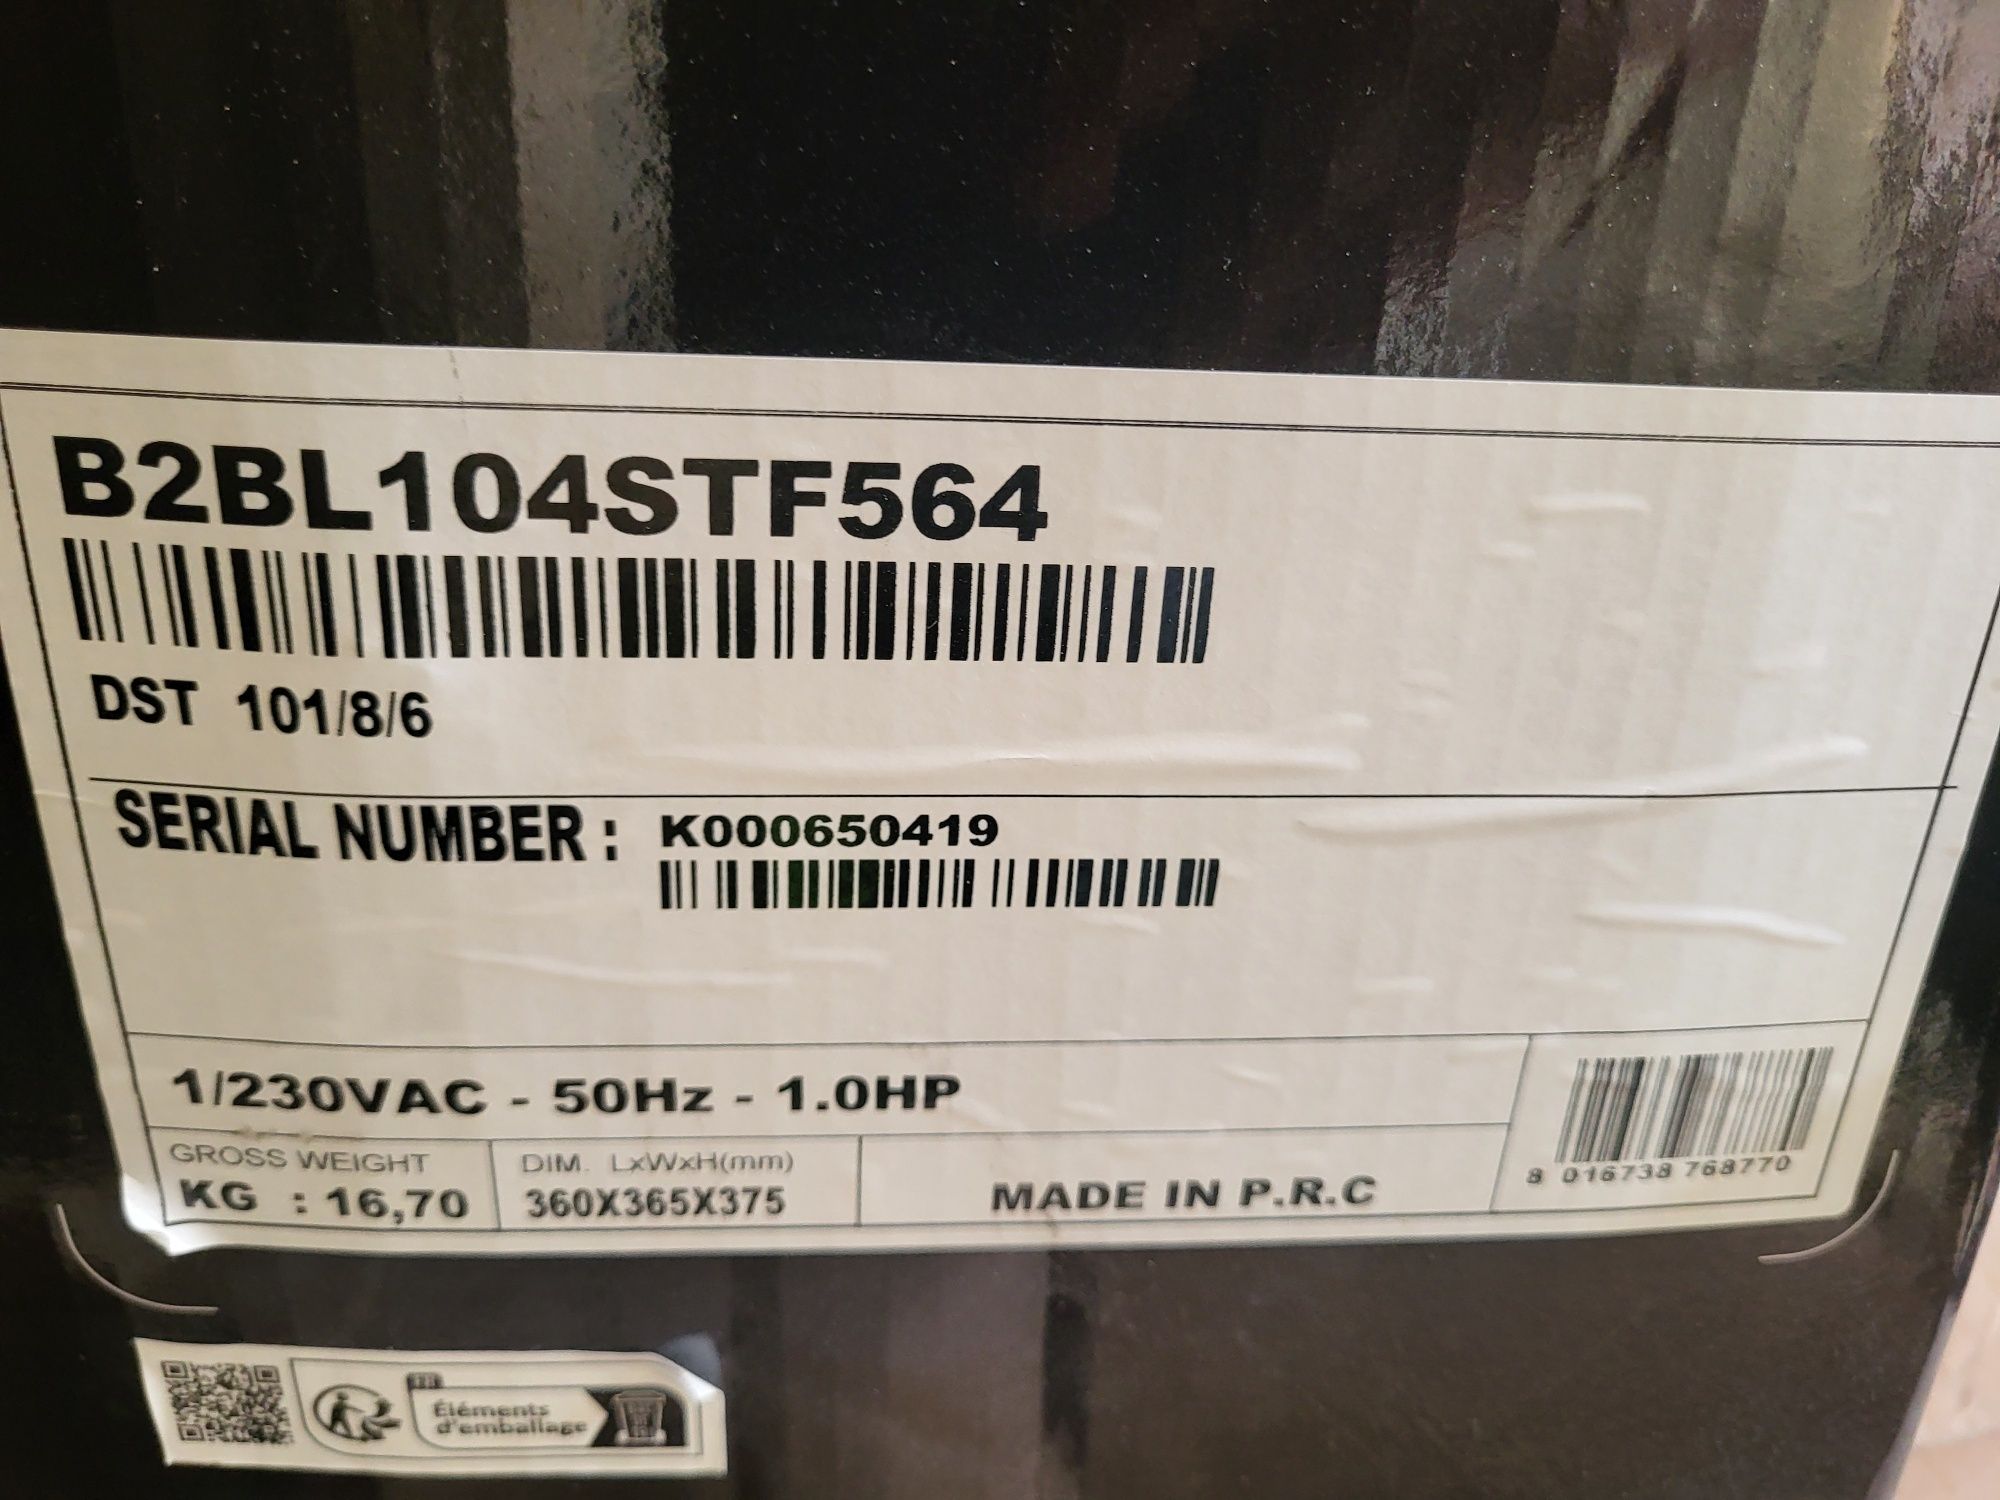 B2BL104STF564
DST 101/8/6
SERIAL NUMBER : K000650419
1/230VAC - 50Hz - 1.0HP
GROSS WEIGHT
KG : 16,70
DIM. LxWxH(mm)
360X365X375
MADE IN P.R.C
8 016738 768770
FR
Éléments
d'emballage